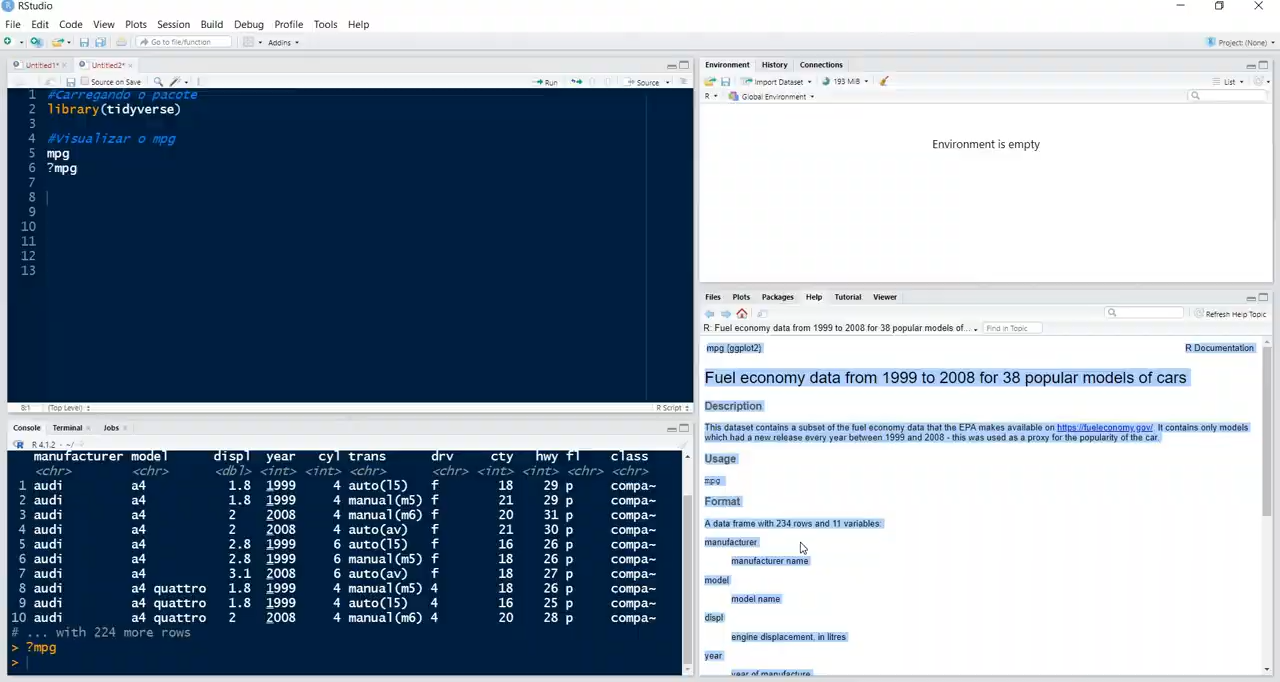 RStudio
File Edit Code View Plots Session Build Debug Profile Tools Help
Go to file/function Addins Project: (None)
Untitled1* Untitled2*
Source on Save Run Source
1 #Carregando o pacote
2 library(tidyverse)
3
4 #Visualizar o mpg
5 mpg
6 ?mpg
7
8
9
10
11
12
13
8:1 (Top Level) R Script
Console Terminal Jobs
R 4.1.2 · ~/
manufacturer model displ year cyl trans drv cty hwy fl class
<chr> <chr> <dbl> <int> <int> <chr> <chr> <int> <int> <chr> <chr>
1 audi a4 1.8 1999 4 auto(l5) f 18 29 p compa~
2 audi a4 1.8 1999 4 manual(m5) f 21 29 p compa~
3 audi a4 2 2008 4 manual(m6) f 20 31 p compa~
4 audi a4 2 2008 4 auto(av) f 21 30 p compa~
5 audi a4 2.8 1999 6 auto(l5) f 16 26 p compa~
6 audi a4 2.8 1999 6 manual(m5) f 18 26 p compa~
7 audi a4 3.1 2008 6 auto(av) f 18 27 p compa~
8 audi a4 quattro 1.8 1999 4 manual(m5) 4 18 26 p compa~
9 audi a4 quattro 1.8 1999 4 auto(l5) 4 16 25 p compa~
10 audi a4 quattro 2 2008 4 manual(m6) 4 20 28 p compa~
# ... with 224 more rows
> ?mpg
>
Environment History Connections
Import Dataset 193 MiB List
R Global Environment
Environment is empty
Files Plots Packages Help Tutorial Viewer
Refresh Help Topic
R: Fuel economy data from 1999 to 2008 for 38 popular models of... Find in Topic
mpg {ggplot2} R Documentation
Fuel economy data from 1999 to 2008 for 38 popular models of cars
Description
This dataset contains a subset of the fuel economy data that the EPA makes available on https://fueleconomy.gov/. It contains only models
which had a new release every year between 1999 and 2008 - this was used as a proxy for the popularity of the car.
Usage
mpg
Format
A data frame with 234 rows and 11 variables:
manufacturer
manufacturer name
model
model name
displ
engine displacement, in litres
year
year of manufacture